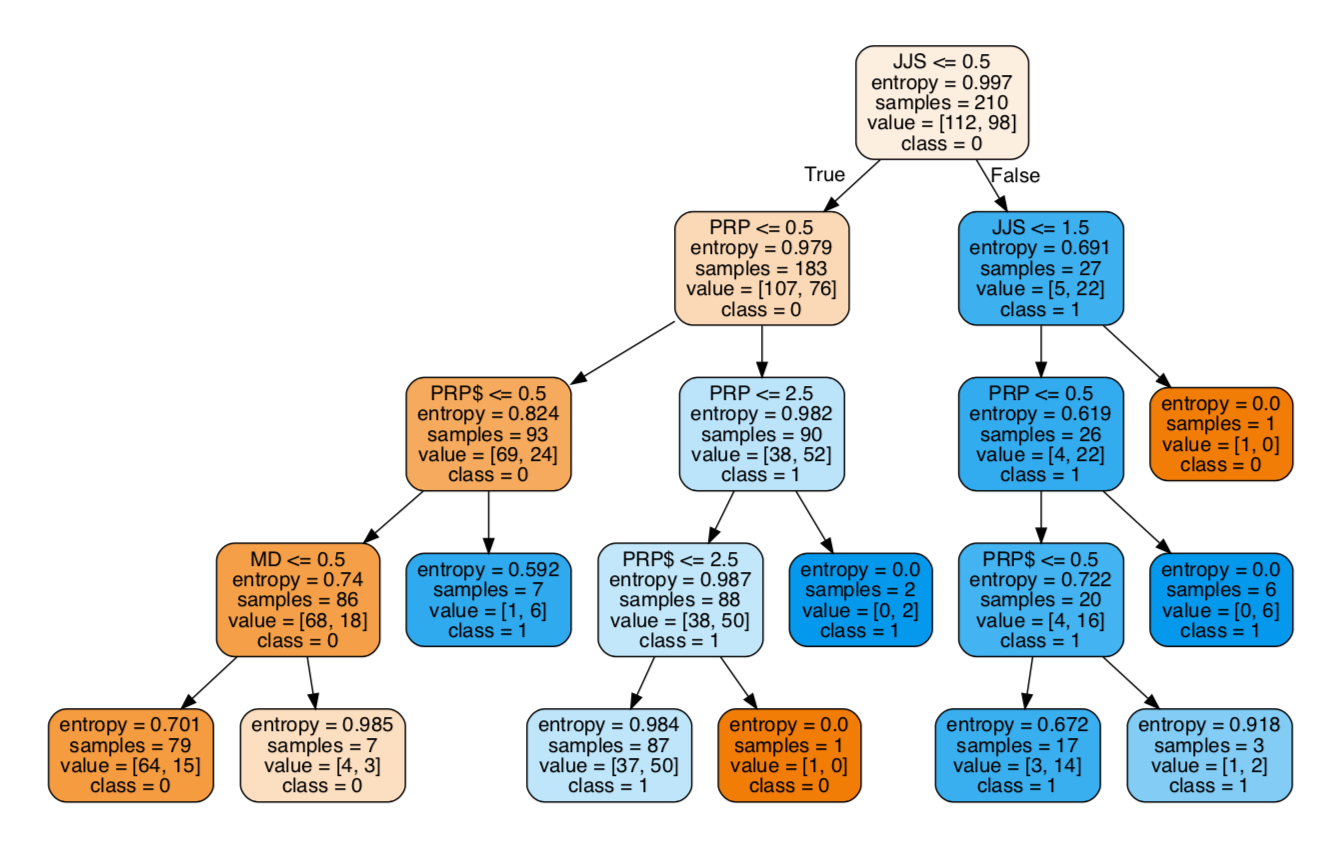 JJS <= 0.5
entropy = 0.997
samples = 210
value = [112, 98]
class = 0
True
False
PRP <= 0.5
entropy = 0.979
samples = 183
value = [107, 76]
class = 0
JJS <= 1.5
entropy = 0.691
samples = 27
value = [5, 22]
class = 1
PRP$ <= 0.5
entropy = 0.824
samples = 93
value = [69, 24]
class = 0
PRP <= 2.5
entropy = 0.982
samples = 90
value = [38, 52]
class = 1
PRP <= 0.5
entropy = 0.619
samples = 26
value = [4, 22]
class = 1
entropy = 0.0
samples = 1
value = [1, 0]
class = 0
MD <= 0.5
entropy = 0.74
samples = 86
value = [68, 18]
class = 0
entropy = 0.592
samples = 7
value = [1, 6]
class = 1
PRP$ <= 2.5
entropy = 0.987
samples = 88
value = [38, 50]
class = 1
entropy = 0.0
samples = 2
value = [0, 2]
class = 1
PRP$ <= 0.5
entropy = 0.722
samples = 20
value = [4, 16]
class = 1
entropy = 0.0
samples = 6
value = [0, 6]
class = 1
entropy = 0.701
samples = 79
value = [64, 15]
class = 0
entropy = 0.985
samples = 7
value = [4, 3]
class = 0
entropy = 0.984
samples = 87
value = [37, 50]
class = 1
entropy = 0.0
samples = 1
value = [1, 0]
class = 0
entropy = 0.672
samples = 17
value = [3, 14]
class = 1
entropy = 0.918
samples = 3
value = [1, 2]
class = 1